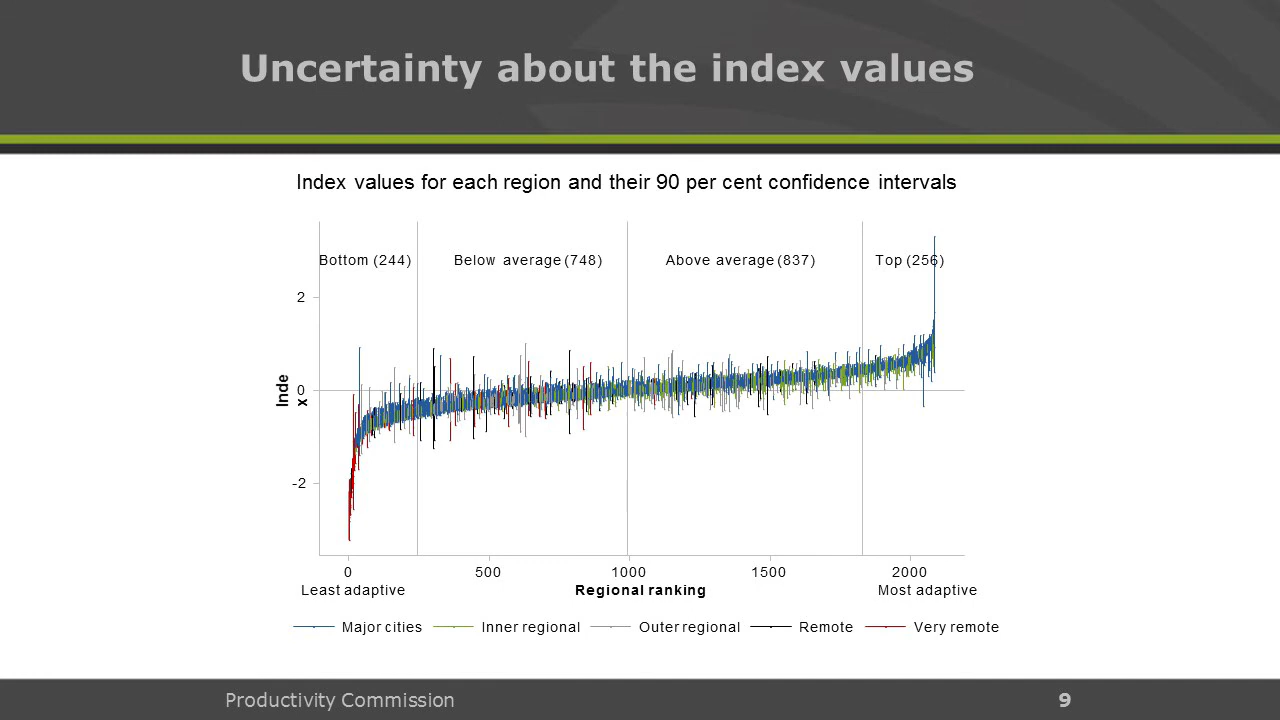 Uncertainty about the index values
Index values for each region and their 90 per cent confidence intervals
Bottom (244) Below average (748) Above average (837) Top (256)
2
0
-2
Inde
x
0 500 1000 1500 2000
Least adaptive Regional ranking Most adaptive
Major cities Inner regional Outer regional Remote Very remote
Productivity Commission 9